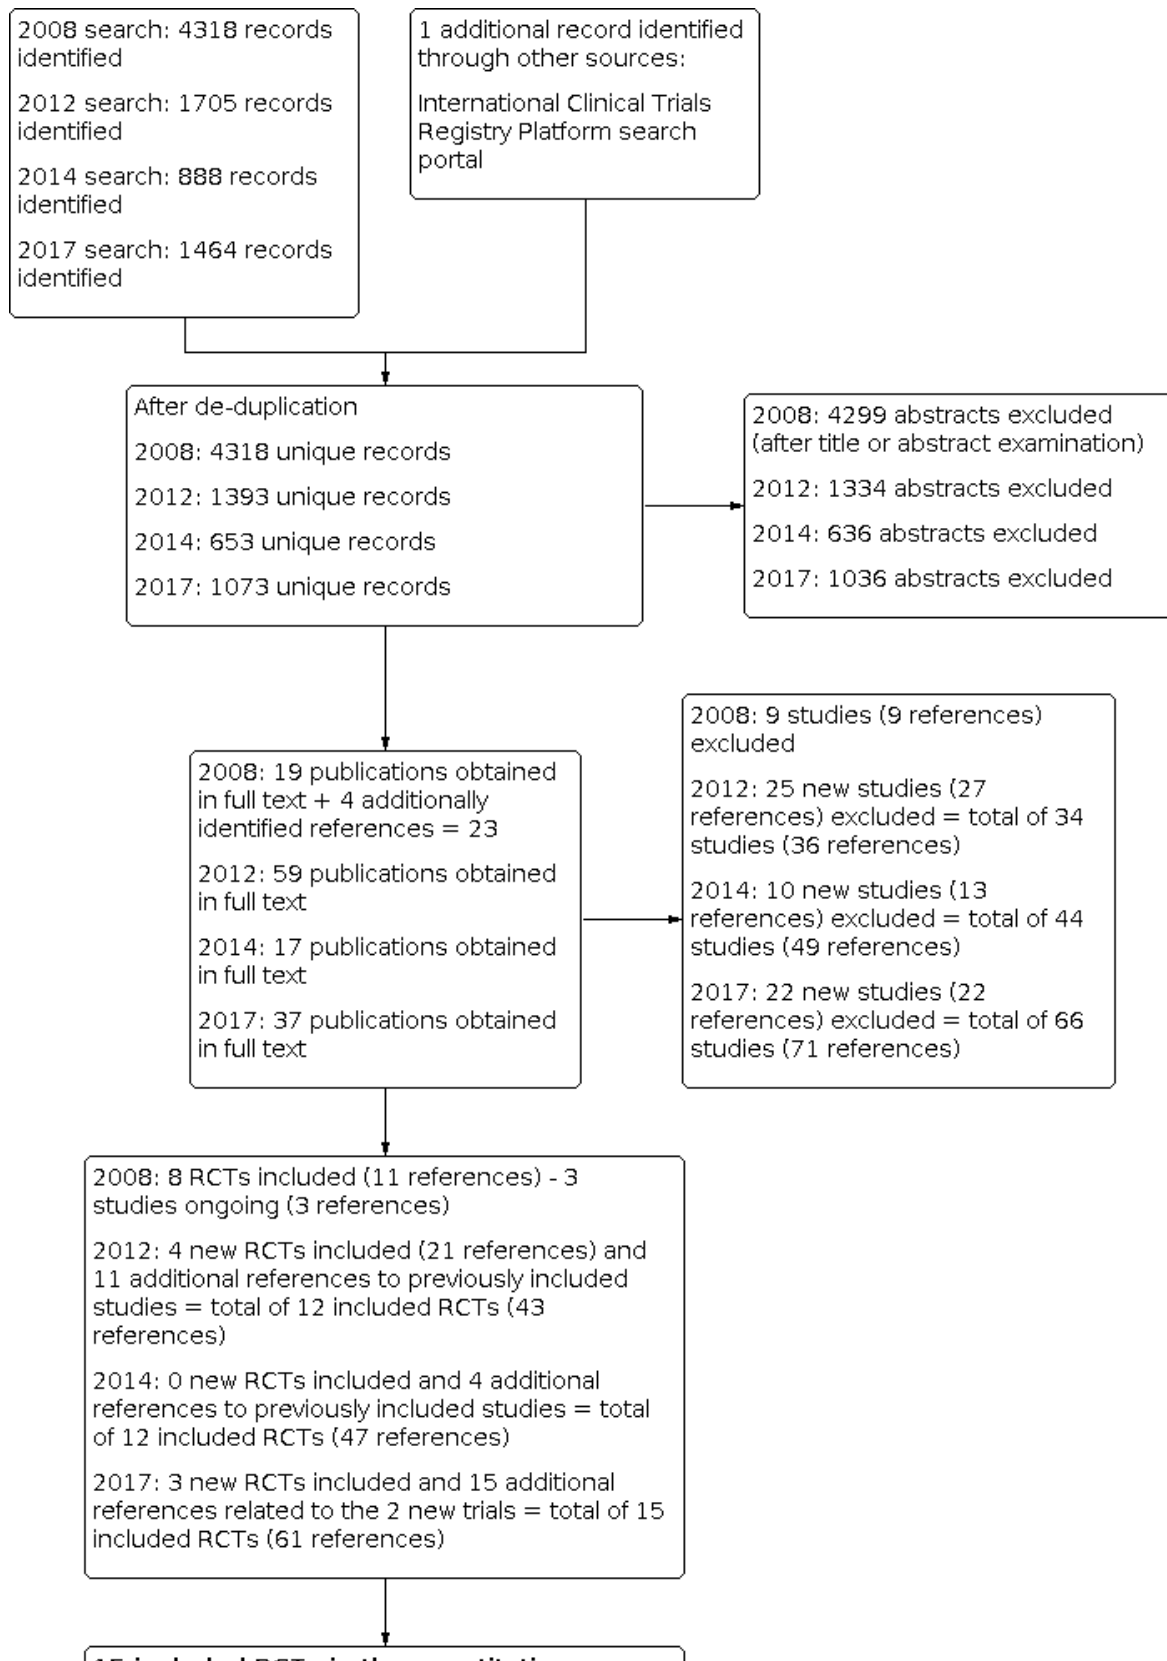 2008 search: 4318 records
identified
2012 search: 1705 records
identified
2014 search: 888 records
identified
2017 search: 1464 records
identified
1 additional record identified
through other sources:
International Clinical Trials
Registry Platform search
portal
After de-duplication
2008: 4318 unique records
2012: 1393 unique records
2014: 653 unique records
2017: 1073 unique records
2008: 4299 abstracts excluded
(after title or abstract examination)
2012: 1334 abstracts excluded
2014: 636 abstracts excluded
2017: 1036 abstracts excluded
2008: 19 publications obtained
in full text + 4 additionally
identified references = 23
2012: 59 publications obtained
in full text
2014: 17 publications obtained
in full text
2017: 37 publications obtained
in full text
2008: 9 studies (9 references)
excluded
2012: 25 new studies (27
references) excluded = total of 34
studies (36 references)
2014: 10 new studies (13
references) excluded = total of 44
studies (49 references)
2017: 22 new studies (22
references) excluded = total of 66
studies (71 references)
2008: 8 RCTs included (11 references) - 3
studies ongoing (3 references)
2012: 4 new RCTs included (21 references) and
11 additional references to previously included
studies = total of 12 included RCTs (43
references)
2014: 0 new RCTs included and 4 additional
references to previously included studies = total
of 12 included RCTs (47 references)
2017: 3 new RCTs included and 15 additional
references related to the 2 new trials = total of 15
included RCTs (61 references)
15 included RCTs in the